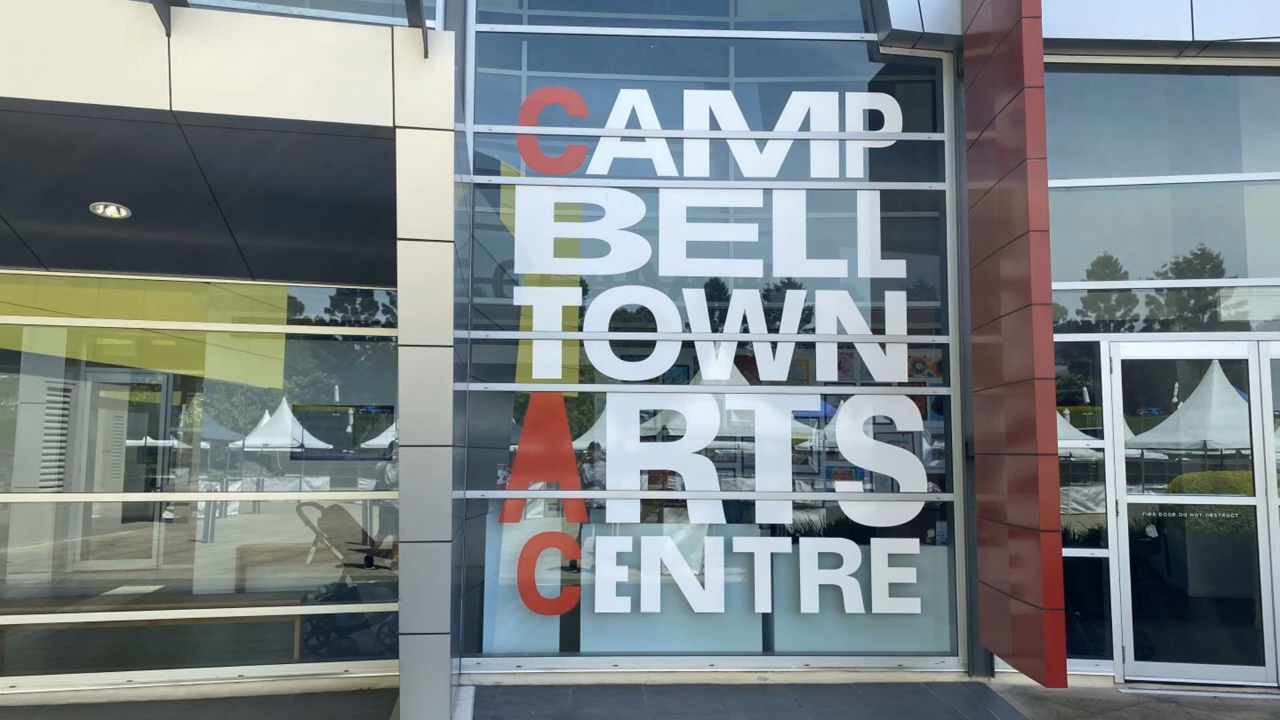 CAMP
BELL
TOWN
ARTS
CENTRE
FIRE DOOR DO NOT OBSTRUCT